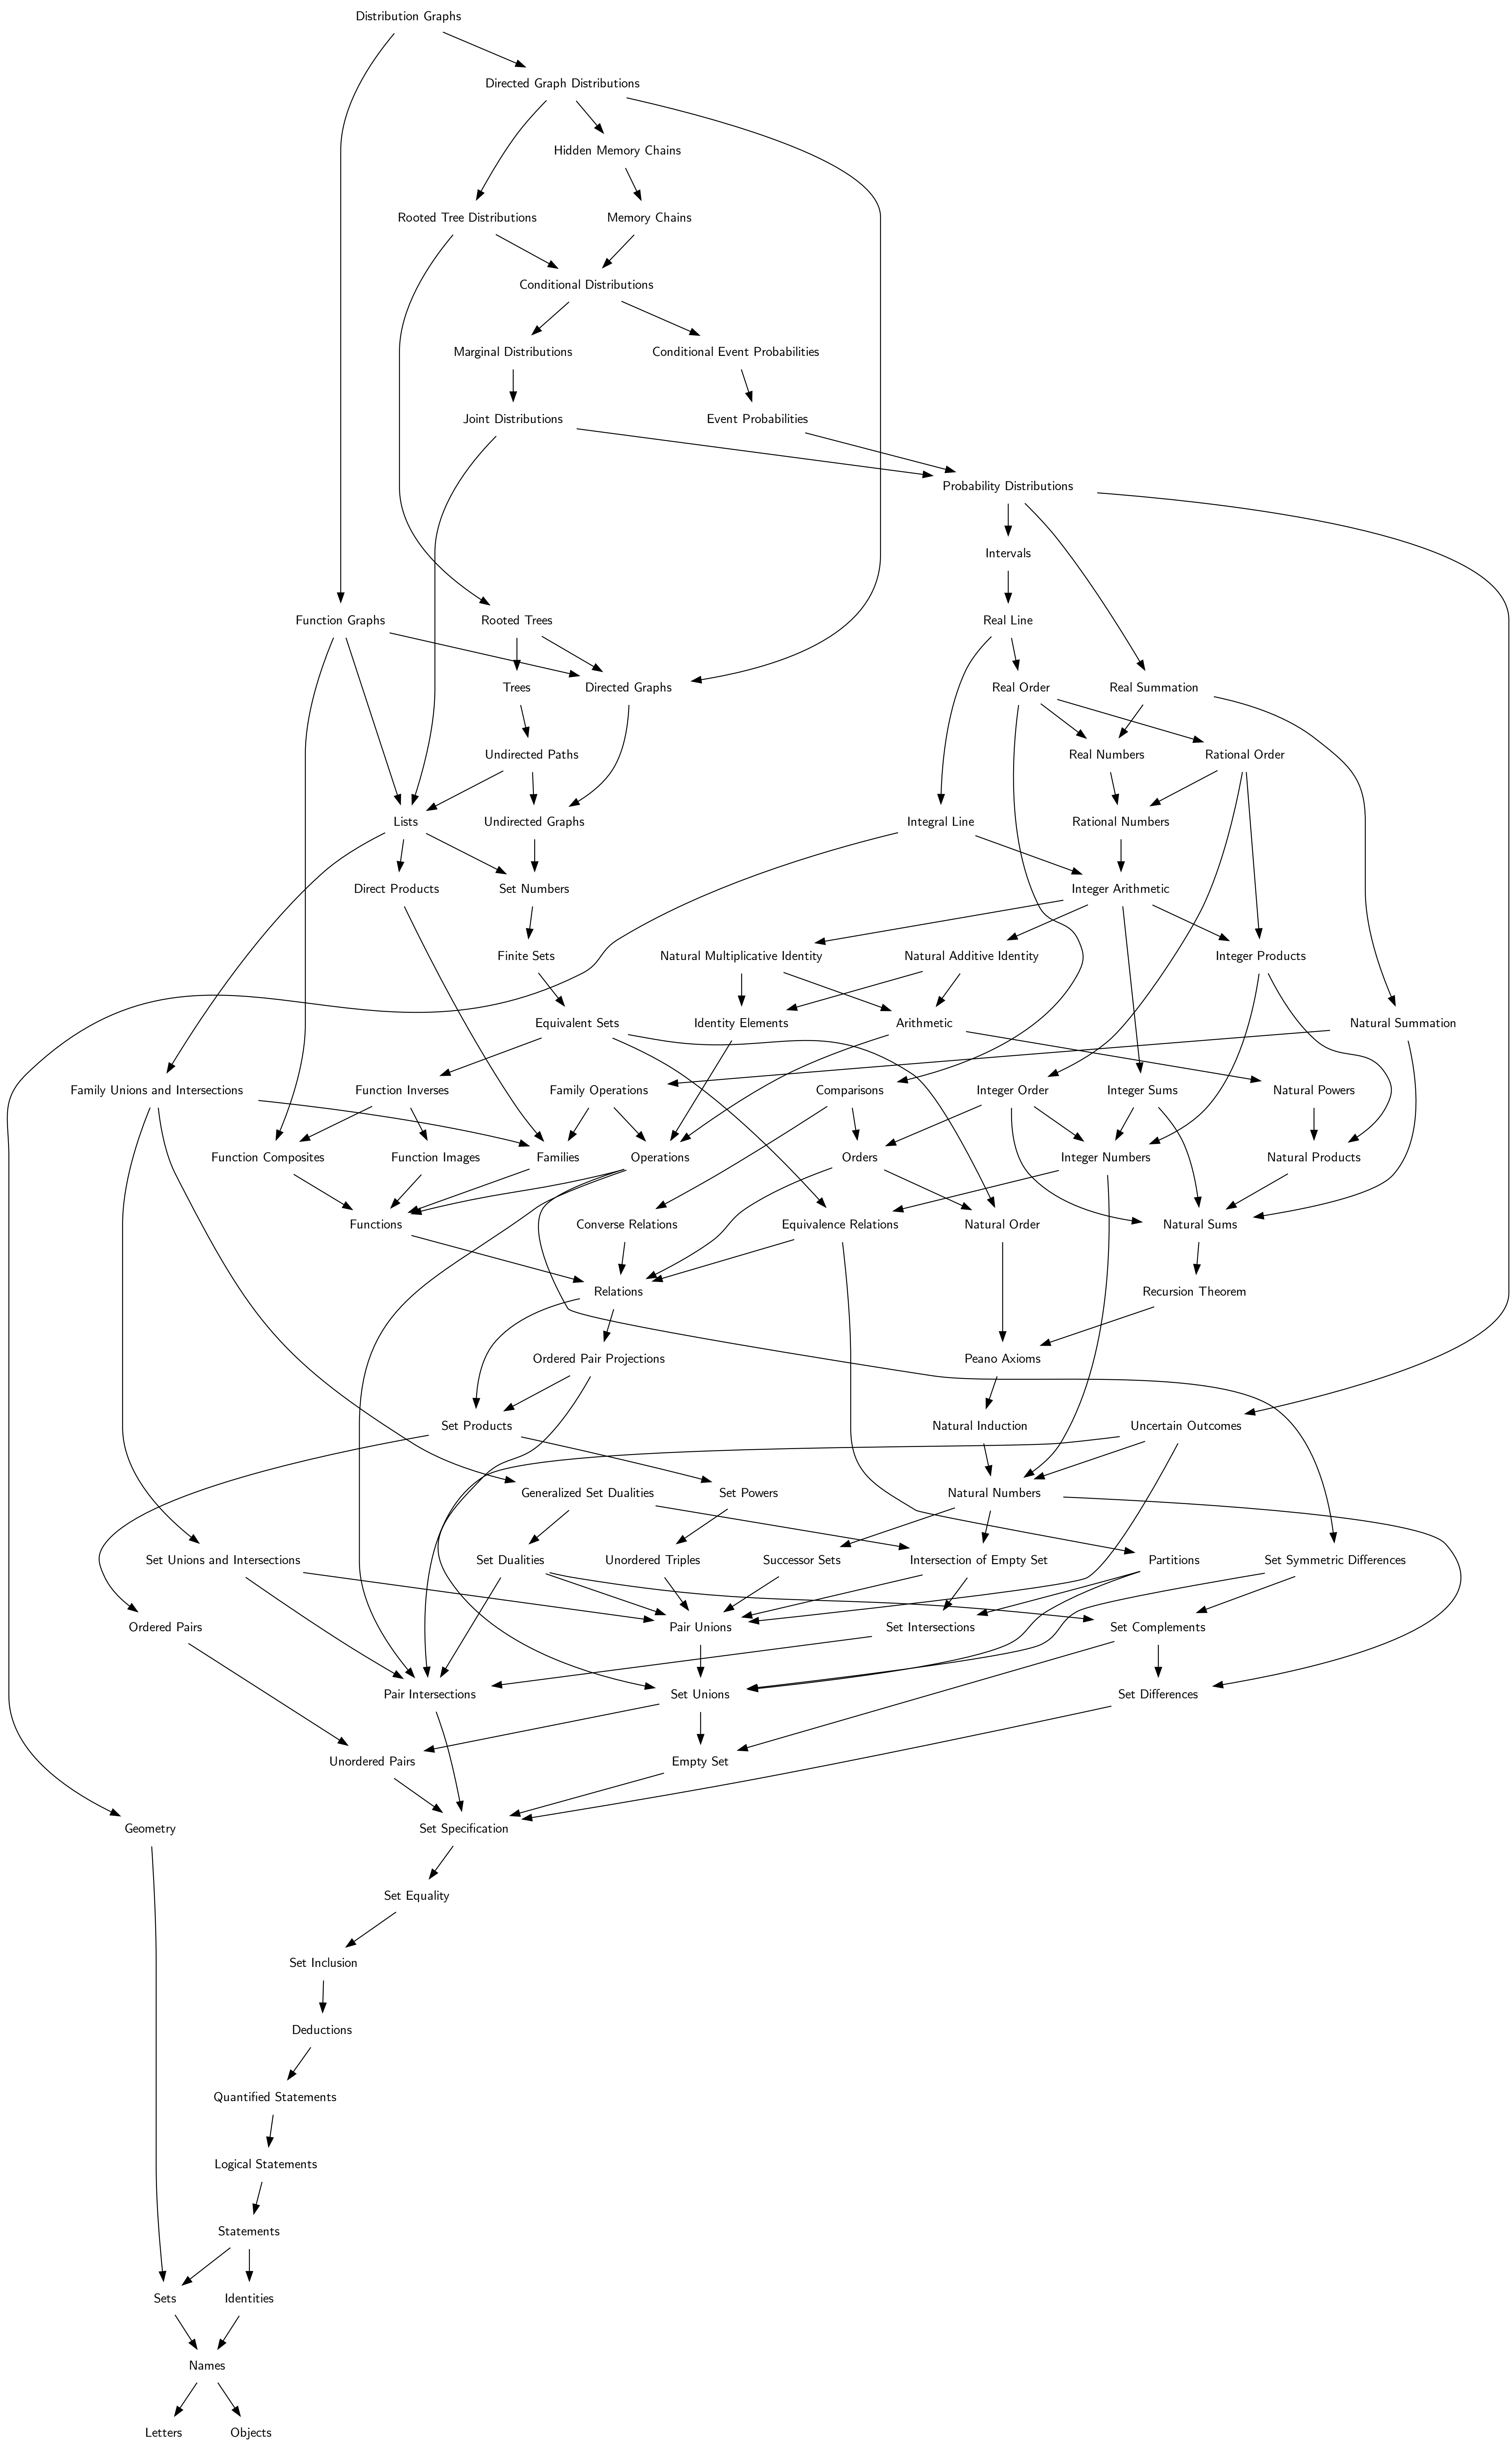 Distribution Graphs
Directed Graph Distributions
Hidden Memory Chains
Rooted Tree Distributions
Memory Chains
Conditional Distributions
Marginal Distributions
Conditional Event Probabilities
Joint Distributions
Event Probabilities
Probability Distributions
Intervals
Function Graphs
Rooted Trees
Real Line
Trees
Directed Graphs
Real Order
Real Summation
Undirected Paths
Real Numbers
Rational Order
Lists
Undirected Graphs
Integral Line
Rational Numbers
Direct Products
Set Numbers
Integer Arithmetic
Finite Sets
Natural Multiplicative Identity
Natural Additive Identity
Integer Products
Equivalent Sets
Identity Elements
Arithmetic
Natural Summation
Family Unions and Intersections
Function Inverses
Family Operations
Comparisons
Integer Order
Integer Sums
Natural Powers
Function Composites
Function Images
Families
Operations
Orders
Integer Numbers
Natural Products
Functions
Converse Relations
Equivalence Relations
Natural Order
Natural Sums
Relations
Recursion Theorem
Ordered Pair Projections
Peano Axioms
Set Products
Natural Induction
Uncertain Outcomes
Generalized Set Dualities
Set Powers
Natural Numbers
Set Unions and Intersections
Set Dualities
Unordered Triples
Successor Sets
Intersection of Empty Set
Partitions
Set Symmetric Differences
Ordered Pairs
Pair Unions
Set Intersections
Set Complements
Pair Intersections
Set Unions
Set Differences
Unordered Pairs
Empty Set
Geometry
Set Specification
Set Equality
Set Inclusion
Deductions
Quantified Statements
Logical Statements
Statements
Sets
Identities
Names
Letters
Objects